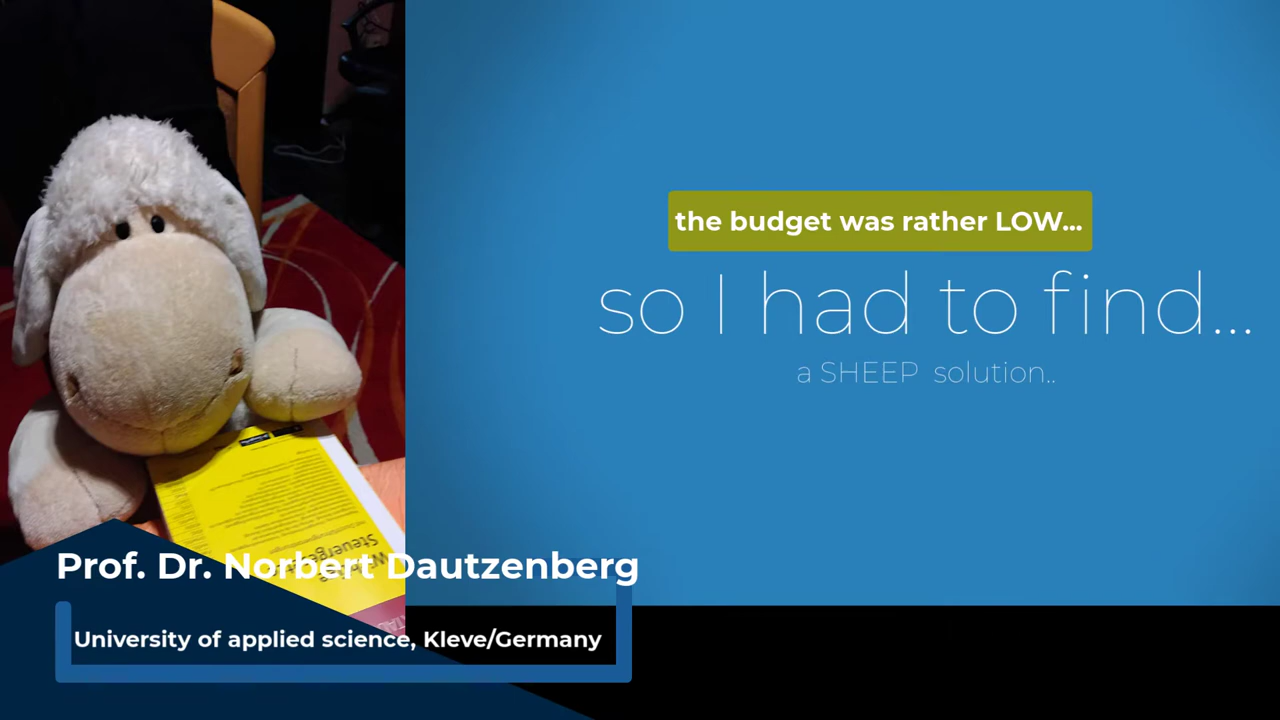 the budget was rather LOW...
so I had to find...
a SHEEP solution..
Prof. Dr. Norbert Dautzenberg
University of applied science, Kleve/Germany